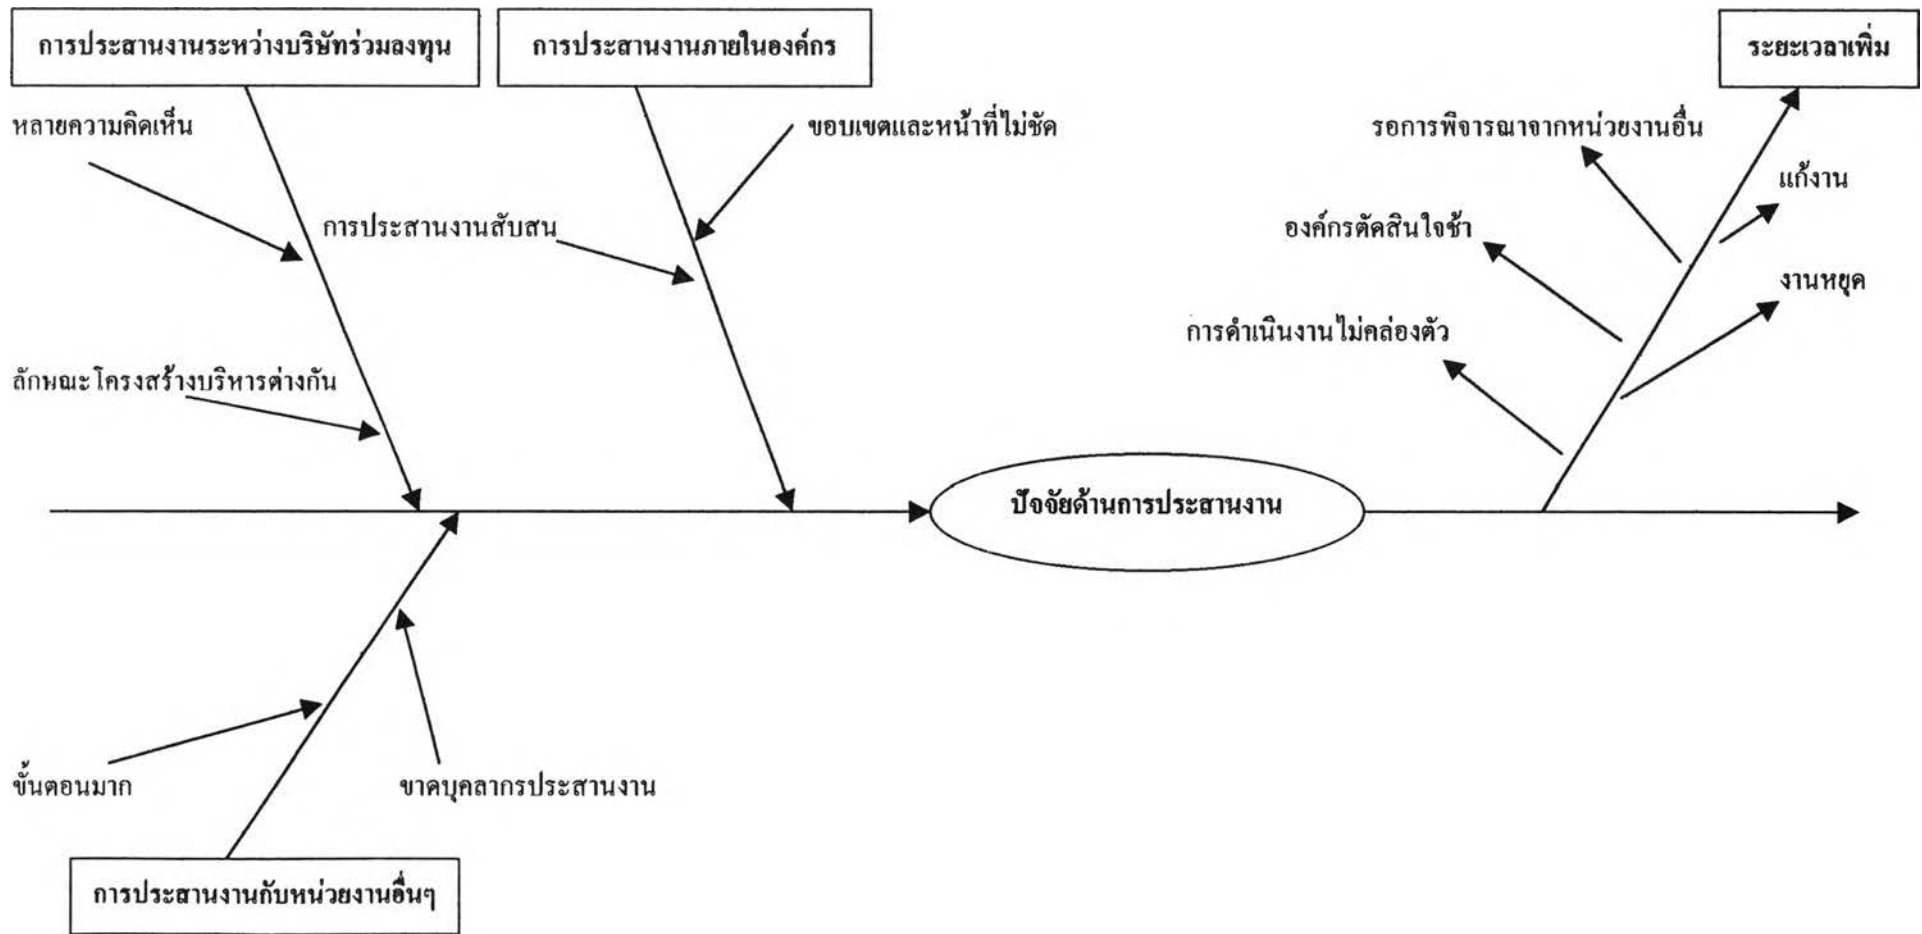 การประสานงานระหว่างบริษัทร่วมลงทุน
การประสานงานภายในองค์กร
ระยะเวลาเพิ่ม
หลายความคิดเห็น
ขอบเขตและหน้าที่ไม่ชัด
รอการพิจารณาจากหน่วยงานอื่น
แก้งาน
การประสานงานสับสน
องค์กรตัดสินใจช้า
งานหยุด
การดำเนินงานไม่คล่องตัว
ลักษณะโครงสร้างบริหารต่างกัน
ปัจจัยด้านการประสานงาน
ขั้นตอนมาก
ขาดบุคลากรประสานงาน
การประสานงานกับหน่วยงานอื่นๆ